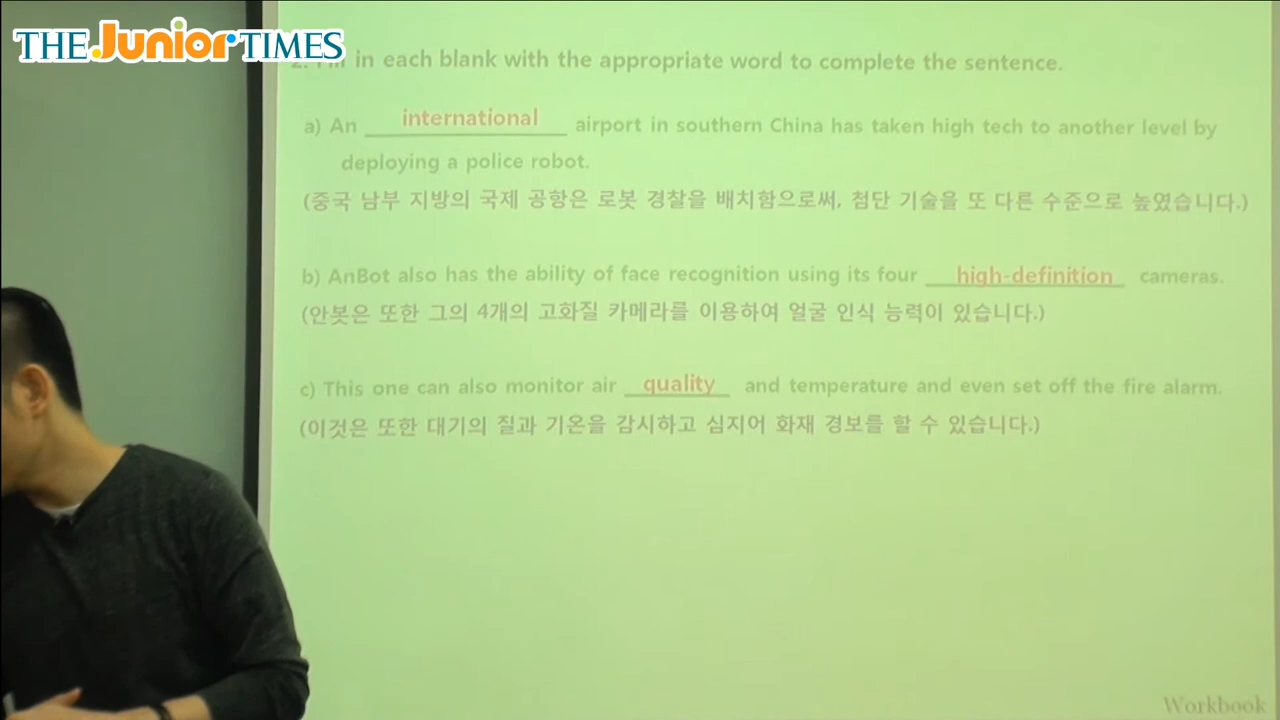 THE Junior TIMES
2. Fill in each blank with the appropriate word to complete the sentence.
a) An international airport in southern China has taken high tech to another level by
deploying a police robot.
(중국 남부 지방의 국제 공항은 로봇 경찰을 배치함으로써, 첨단 기술을 또 다른 수준으로 높였습니다.)
b) AnBot also has the ability of face recognition using its four high-definition cameras.
(안봇은 또한 그의 4개의 고화질 카메라를 이용하여 얼굴 인식 능력이 있습니다.)
c) This one can also monitor air quality and temperature and even set off the fire alarm.
(이것은 또한 대기의 질과 기온을 감시하고 심지어 화재 경보를 할 수 있습니다.)
Workbook